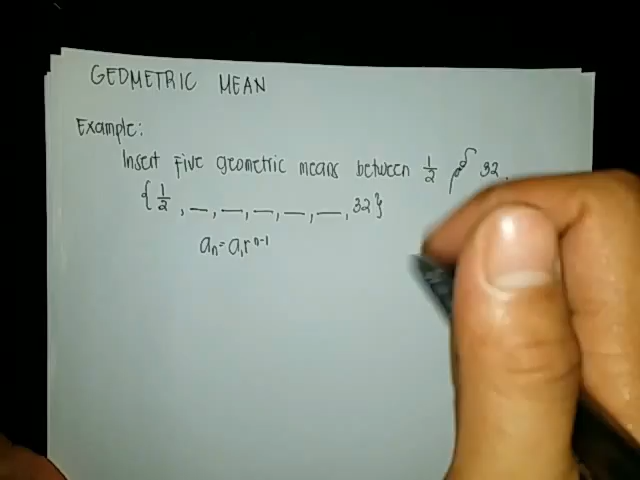 GEOMETRIC MEAN
Example:
Insert Five geometric means between 1/2 & 32.
{1/2, __, __, __, __, __, 32}
aₙ = a₁rⁿ⁻¹